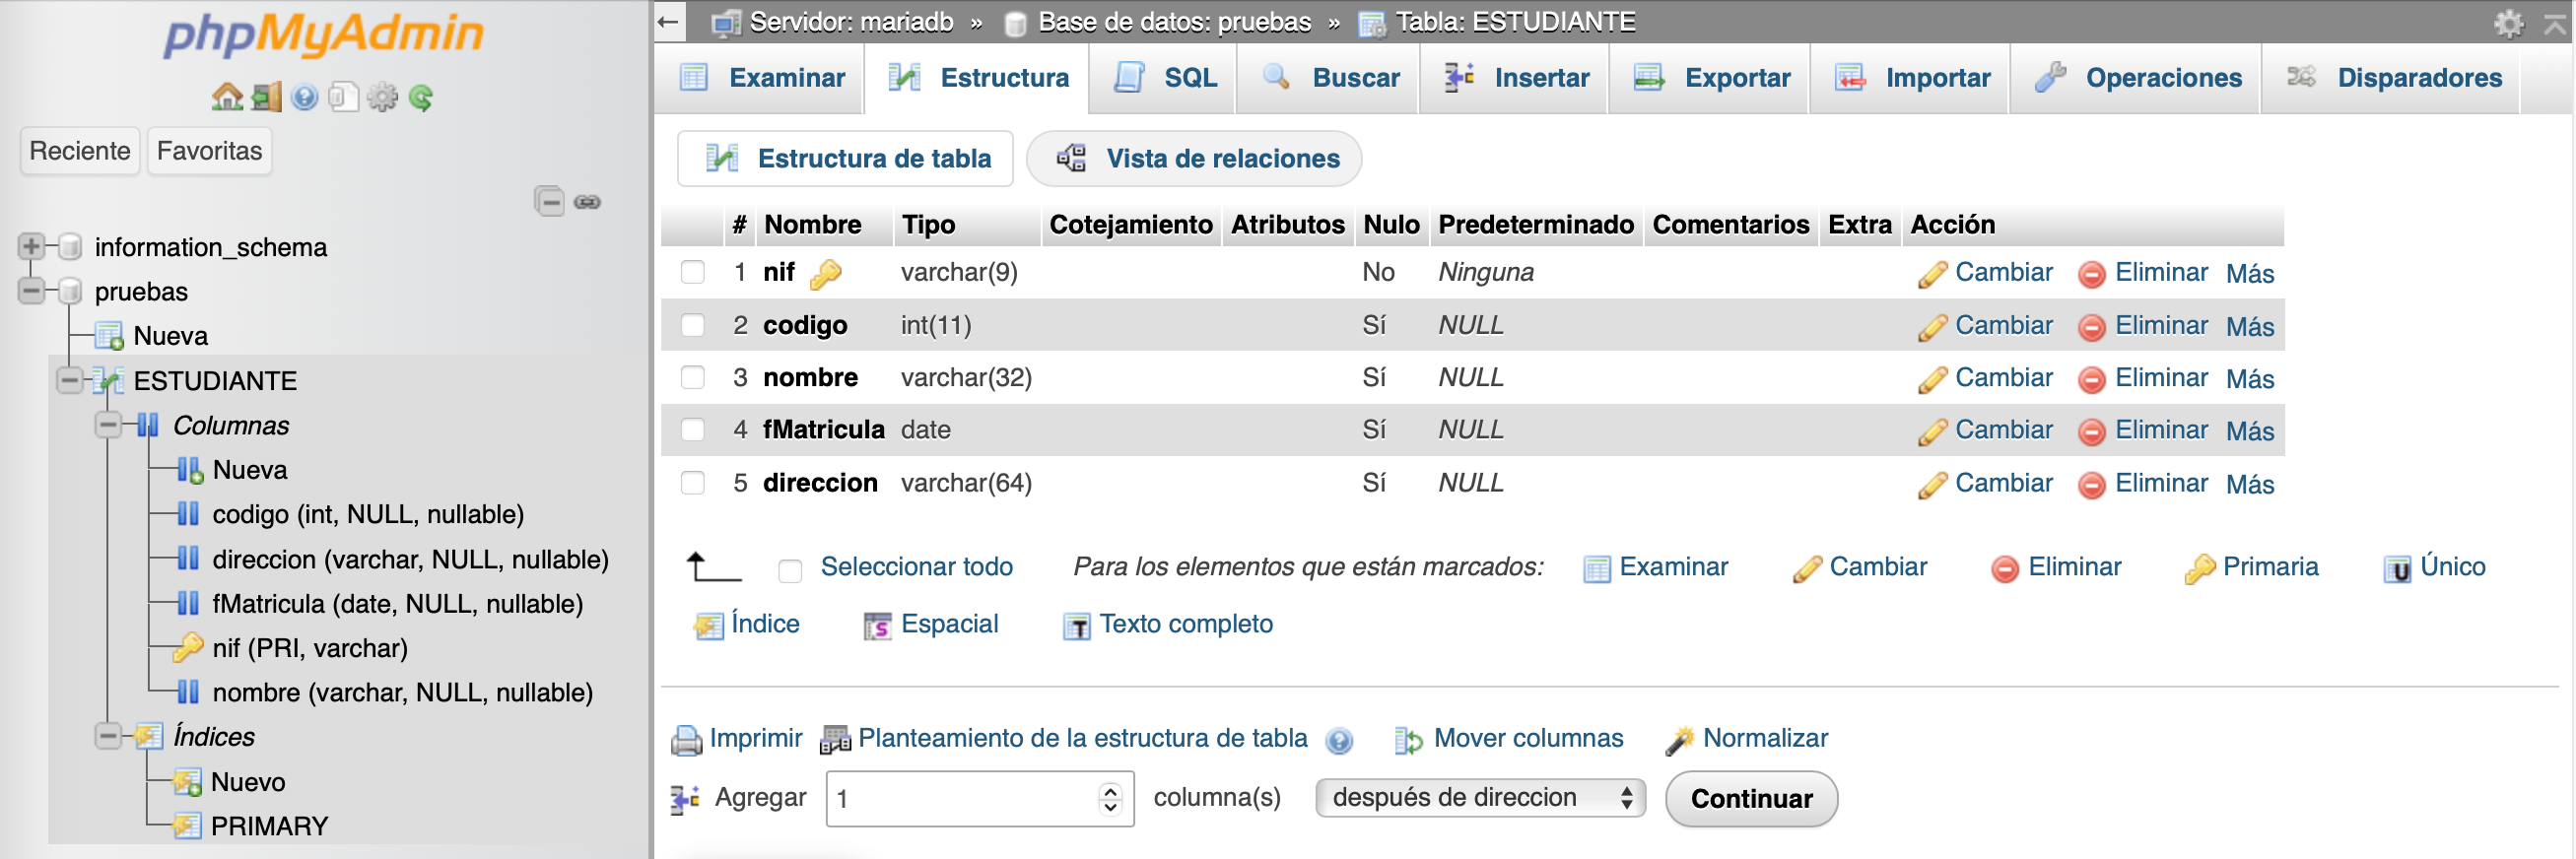 phpMyAdmin
Reciente Favoritas
information_schema
pruebas
Nueva
ESTUDIANTE
Columnas
Nueva
codigo (int, NULL, nullable)
direccion (varchar, NULL, nullable)
fMatricula (date, NULL, nullable)
nif (PRI, varchar)
nombre (varchar, NULL, nullable)
Índices
Nuevo
PRIMARY
Servidor: mariadb » Base de datos: pruebas » Tabla: ESTUDIANTE
Examinar Estructura SQL Buscar Insertar Exportar Importar Operaciones Disparadores
Estructura de tabla Vista de relaciones
# Nombre Tipo Cotejamiento Atributos Nulo Predeterminado Comentarios Extra Acción
1 nif varchar(9) No Ninguna Cambiar Eliminar Más
2 codigo int(11) Sí NULL Cambiar Eliminar Más
3 nombre varchar(32) Sí NULL Cambiar Eliminar Más
4 fMatricula date Sí NULL Cambiar Eliminar Más
5 direccion varchar(64) Sí NULL Cambiar Eliminar Más
Seleccionar todo Para los elementos que están marcados: Examinar Cambiar Eliminar Primaria Único
Índice Espacial Texto completo
Imprimir Planteamiento de la estructura de tabla Mover columnas Normalizar
Agregar 1 columna(s) después de direccion Continuar